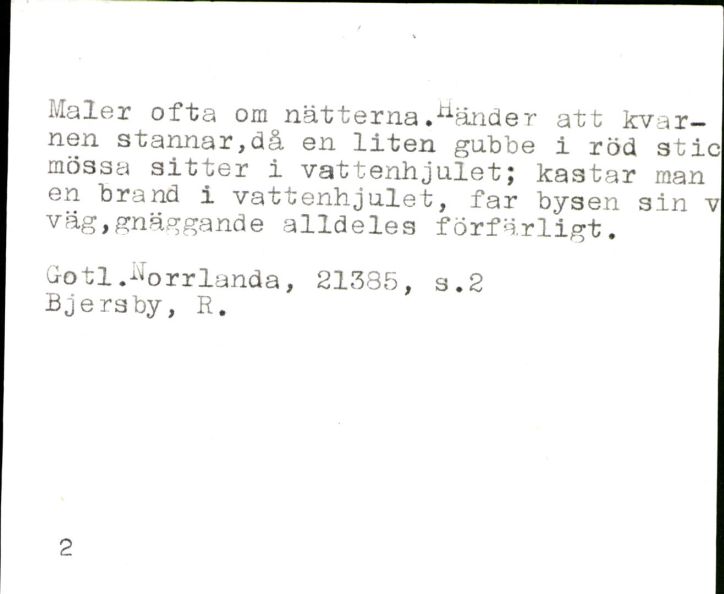 Maler ofta om nätterna.Händer att kvar-
nen stannar,då en liten gubbe i röd stic
mössa sitter i vattenhjulet; kastar man
en brand i vattenhjulet, far bysen sin v
väg,gnäggande alldeles förfärligt.
Gotl.Norrlanda, 21385, s.2
Bjersby, R.
2